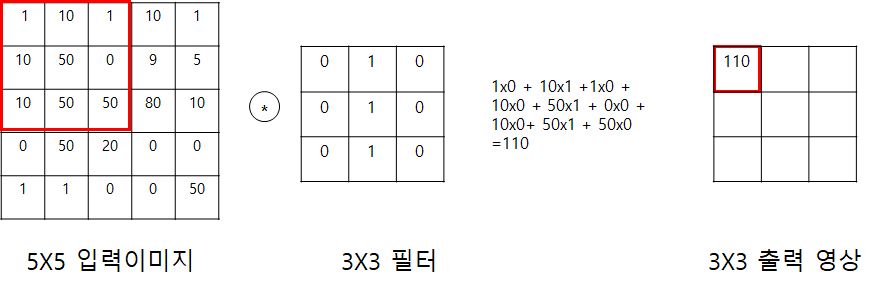 1 10 1 10 1
10 50 0 9 5
10 50 50 80 10
0 50 20 0 0
1 1 0 0 50
*
0 1 0
0 1 0
0 1 0
1x0 + 10x1 +1x0 +
10x0 + 50x1 + 0x0 +
10x0+ 50x1 + 50x0
=110
110
5X5 입력이미지
3X3 필터
3X3 출력 영상